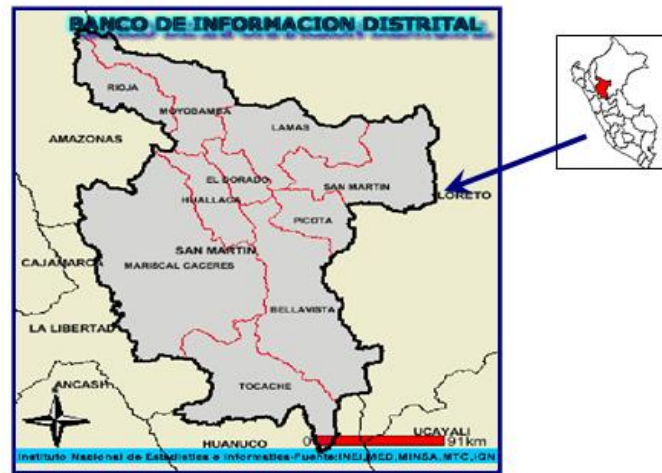 BANCO DE INFORMACION DISTRITAL
RIOJA
MOYOBAMBA
LAMAS
AMAZONAS
EL DORADO
SAN MARTIN
LORETO
HUALLAGA
PICOTA
SAN MARTIN
CAJAMARCA
MARISCAL CACERES
BELLAVISTA
LA LIBERTAD
ANCASH
TOCACHE
HUANUCO
UCAYALI
0 91km
Instituto Nacional de Estadistica e Informatica-Fuente:INEI,MED,MINSA,MTC,IGN